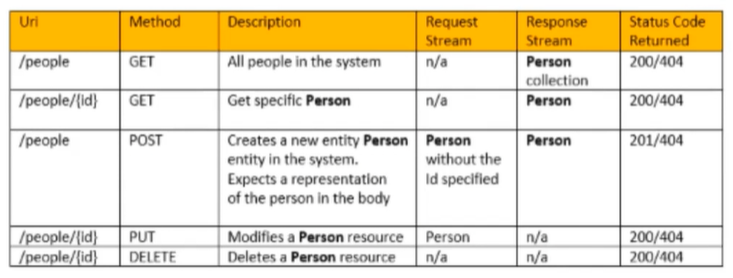 Uri Method Description Request Stream Response Stream Status Code Returned
/people GET All people in the system n/a Person collection 200/404
/people/{id} GET Get specific Person n/a Person 200/404
/people POST Creates a new entity Person entity in the system. Expects a representation of the person in the body Person without the Id specified Person 201/404
/people/{id} PUT Modifies a Person resource Person n/a 200/404
/people/{id} DELETE Deletes a Person resource n/a n/a 200/404